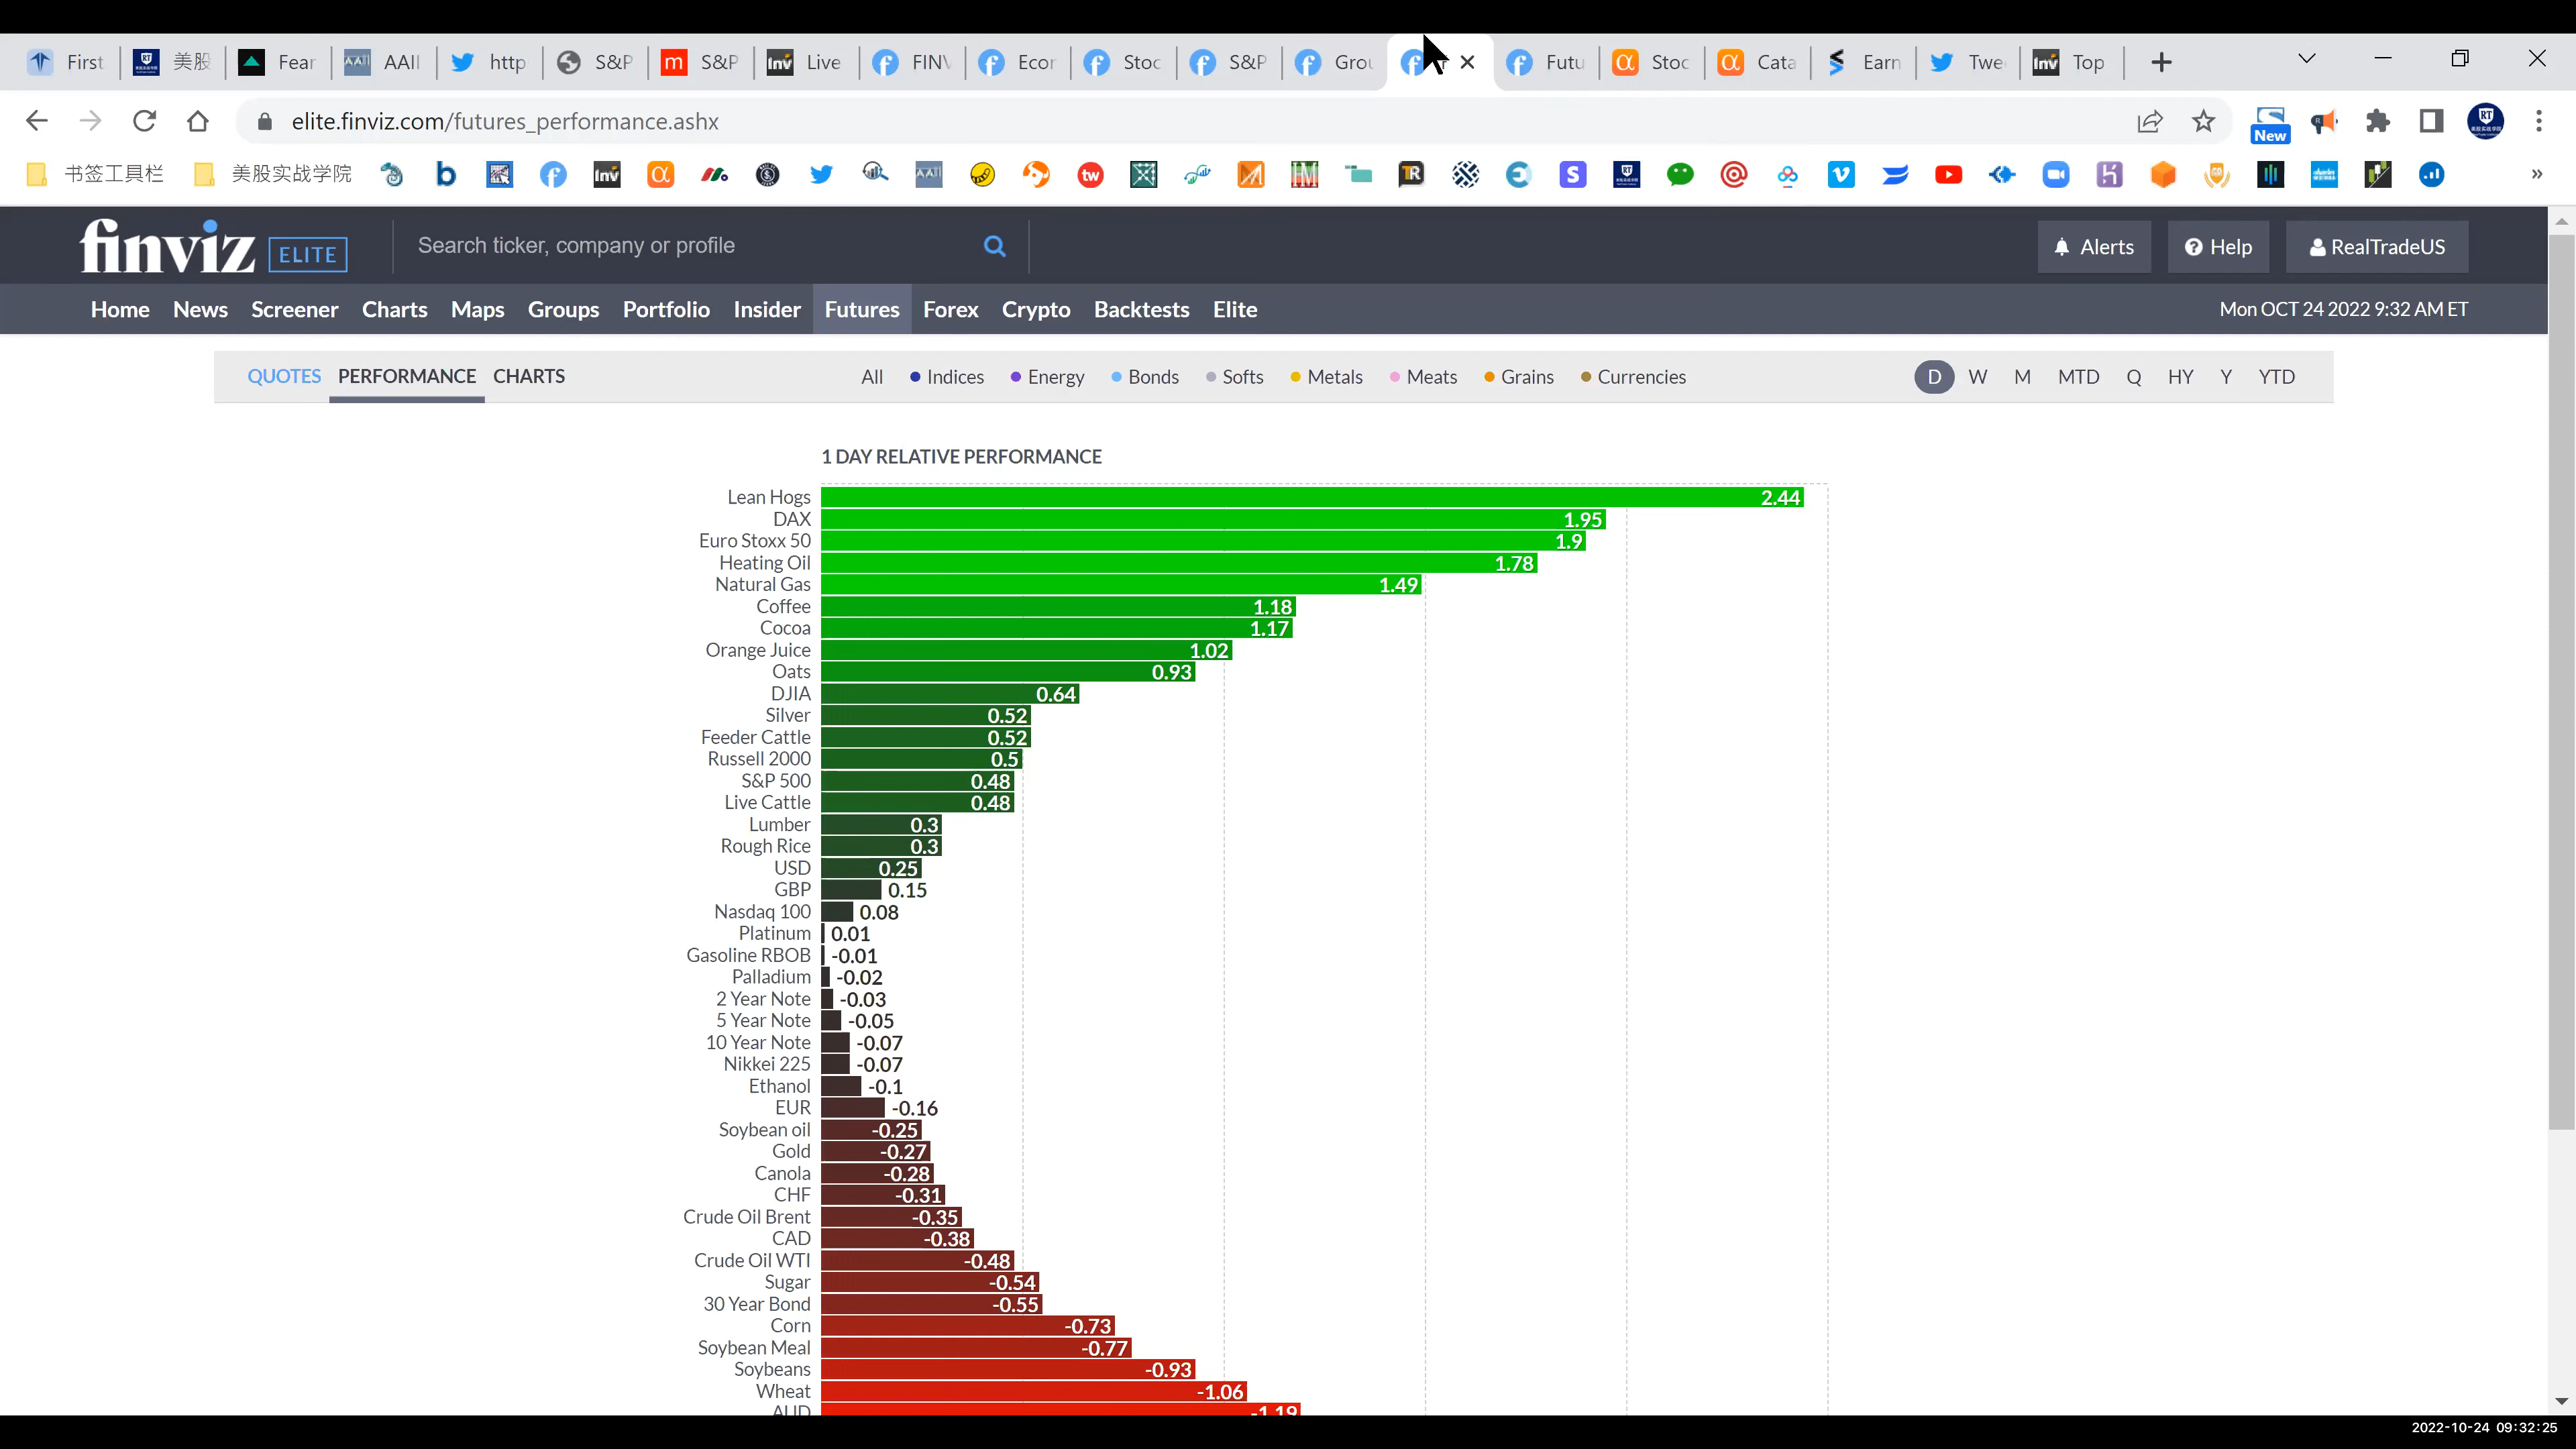 First 美股 Fear AAII http S&P S&P Live FINV Ecor Stoc S&P Grou Futu Stoc Cata Earn Twe Top
elite.finviz.com/futures_performance.ashx New
书签工具栏 美股实战学院
finviz ELITE Search ticker, company or profile Alerts Help RealTradeUS
Home News Screener Charts Maps Groups Portfolio Insider Futures Forex Crypto Backtests Elite Mon OCT 24 2022 9:32 AM ET
QUOTES PERFORMANCE CHARTS All Indices Energy Bonds Softs Metals Meats Grains Currencies D W M MTD Q HY Y YTD
1 DAY RELATIVE PERFORMANCE
Lean Hogs 2.44
DAX 1.95
Euro Stoxx 50 1.9
Heating Oil 1.78
Natural Gas 1.49
Coffee 1.18
Cocoa 1.17
Orange Juice 1.02
Oats 0.93
DJIA 0.64
Silver 0.52
Feeder Cattle 0.52
Russell 2000 0.5
S&P 500 0.48
Live Cattle 0.48
Lumber 0.3
Rough Rice 0.3
USD 0.25
GBP 0.15
Nasdaq 100 0.08
Platinum 0.01
Gasoline RBOB -0.01
Palladium -0.02
2 Year Note -0.03
5 Year Note -0.05
10 Year Note -0.07
Nikkei 225 -0.07
Ethanol -0.1
EUR -0.16
Soybean oil -0.25
Gold -0.27
Canola -0.28
CHF -0.31
Crude Oil Brent -0.35
CAD -0.38
Crude Oil WTI -0.48
Sugar -0.54
30 Year Bond -0.55
Corn -0.73
Soybean Meal -0.77
Soybeans -0.93
Wheat -1.06
AUD -1.19
2022-10-24 09:32:25